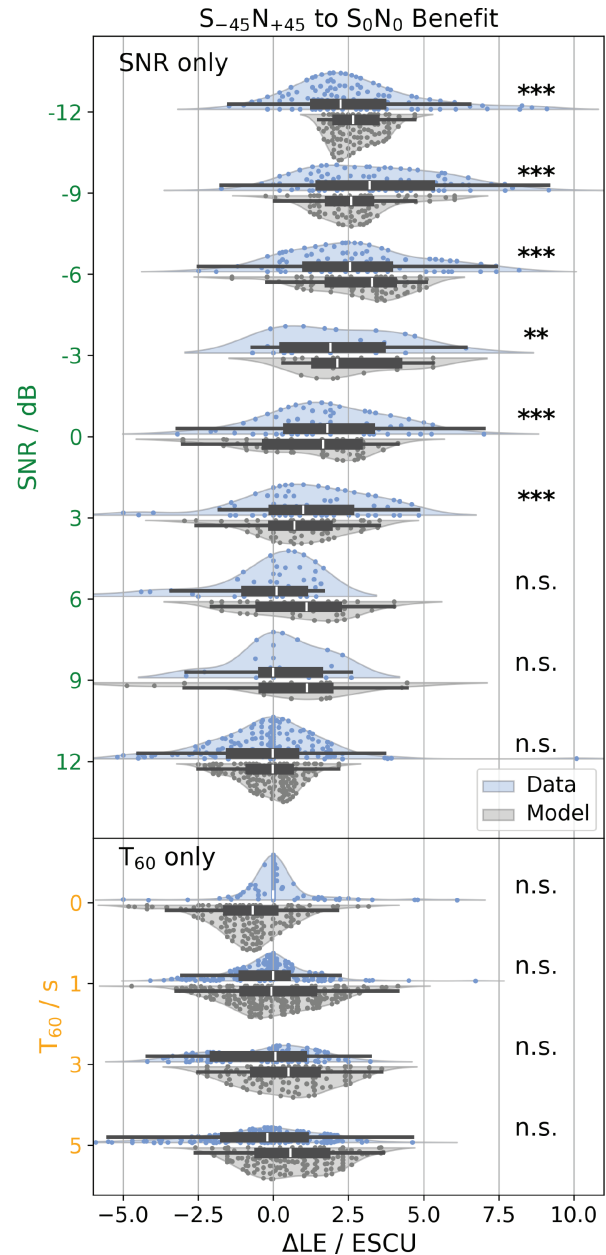 S₋₄₅N₊₄₅ to S₀N₀ Benefit
SNR only
SNR / dB
-12
***
-9
***
-6
***
-3
**
0
***
3
***
6
n.s.
9
n.s.
12
n.s.
Data
Model
T₆₀ only
T₆₀ / s
0
n.s.
1
n.s.
3
n.s.
5
n.s.
−5.0 −2.5 0.0 2.5 5.0 7.5 10.0
ΔLE / ESCU